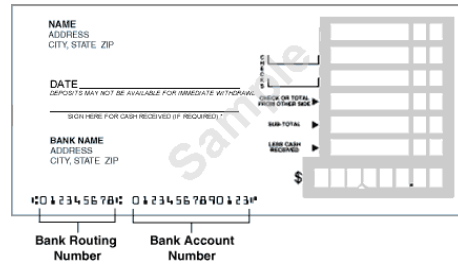 NAME
ADDRESS
CITY, STATE ZIP
DATE
DEPOSITS MAY NOT BE AVAILABLE FOR IMMEDIATE WITHDRAWL
SIGN HERE FOR CASH RECEIVED (IF REQUIRED) *
BANK NAME
ADDRESS
CITY, STATE ZIP
CHECKS
CHECK OR TOTAL
FROM OTHER SIDE
SUB-TOTAL
LESS CASH
RECEIVED
$
Sample
⑆012345678⑆ 01234567890123⑈
Bank Routing Number
Bank Account Number